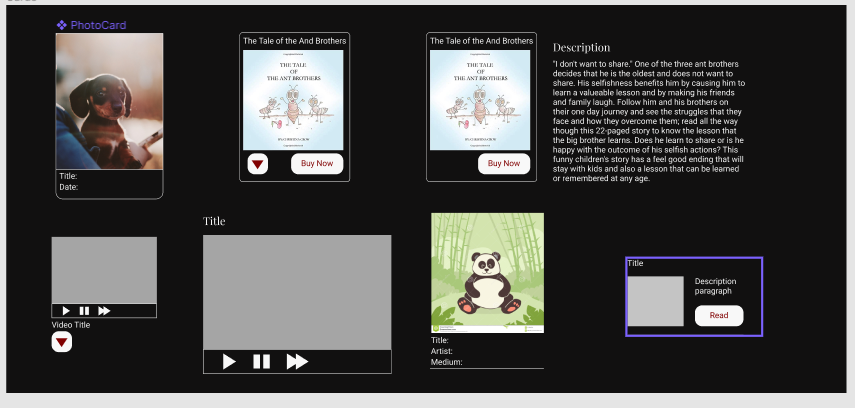 PhotoCard
Title:
Date:
The Tale of the And Brothers
THE TALE
OF
THE ANT BROTHERS
Buy Now
The Tale of the And Brothers
THE TALE
OF
THE ANT BROTHERS
Buy Now
Description
"I don't want to share." One of the three ant brothers
decides that he is the oldest and does not want to
share. His selfishness benefits him by causing him to
learn a valueable lesson and by making his friends
and family laugh. Follow him and his brothers on
their one day journey and see the struggles that they
face and how they overcome them; read all the way
though this 22-paged story to know the lesson that
the big brother learns. Does he learn to share or is he
happy with the outcome of his selfish actions? This
funny children's story has a feel good ending that will
stay with kids and also a lesson that can be learned
or remembered at any age.
Video Title
Title
Title:
Artist:
Medium:
Title
Description
paragraph
Read